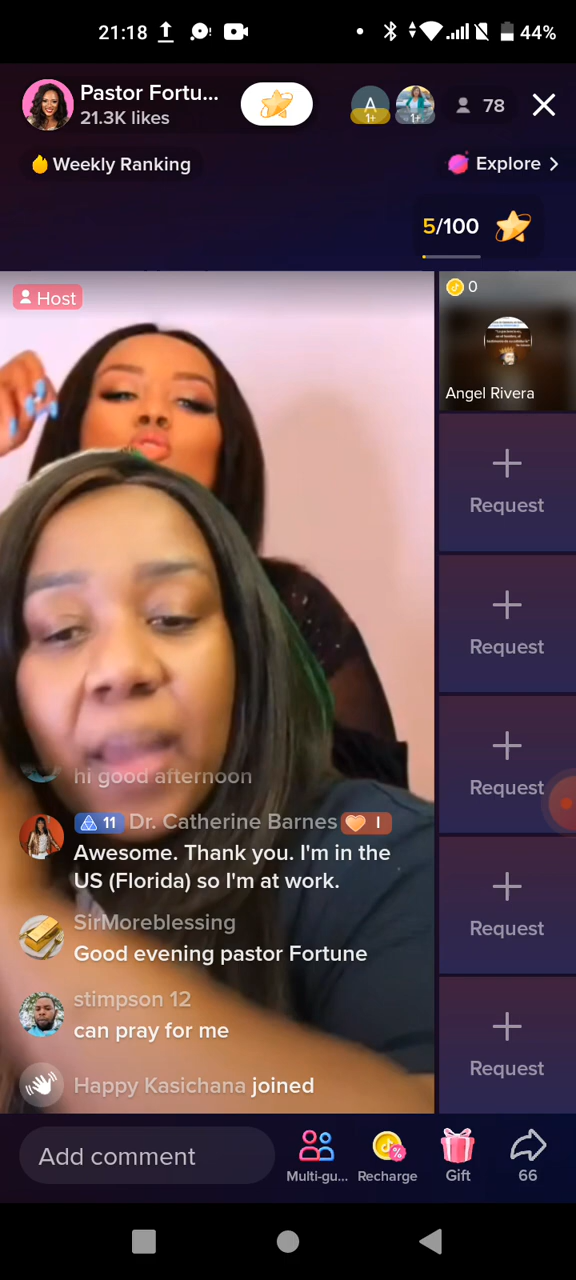 21:18
44%
Pastor Fortu...
21.3K likes
A
1+
1+
78
Weekly Ranking
Explore
5/100
Host
0
Angel Rivera
Request
Request
Request
Request
Request
hi good afternoon
11 Dr. Catherine Barnes I
Awesome. Thank you. I'm in the
US (Florida) so I'm at work.
SirMoreblessing
Good evening pastor Fortune
stimpson 12
can pray for me
Happy Kasichana joined
Add comment
Multi-gu...
Recharge
Gift
66